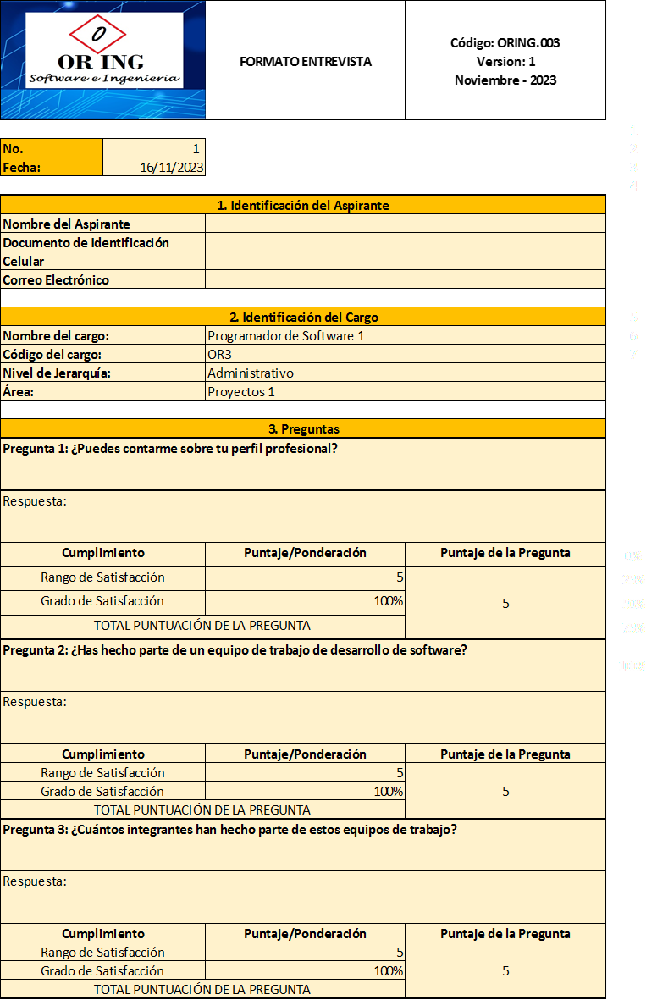 O
OR ING
Software e Ingeniería
FORMATO ENTREVISTA
Código: ORING.003
Version: 1
Noviembre - 2023
No. 1
Fecha: 16/11/2023
1. Identificación del Aspirante
Nombre del Aspirante
Documento de Identificación
Celular
Correo Electrónico
2. Identificación del Cargo
Nombre del cargo: Programador de Software 1
Código del cargo: OR3
Nivel de Jerarquía: Administrativo
Área: Proyectos 1
3. Preguntas
Pregunta 1: ¿Puedes contarme sobre tu perfil profesional?
Respuesta:
Cumplimiento Puntaje/Ponderación Puntaje de la Pregunta
Rango de Satisfacción 5
Grado de Satisfacción 100% 5
TOTAL PUNTUACIÓN DE LA PREGUNTA
Pregunta 2: ¿Has hecho parte de un equipo de trabajo de desarrollo de software?
Respuesta:
Cumplimiento Puntaje/Ponderación Puntaje de la Pregunta
Rango de Satisfacción 5
Grado de Satisfacción 100% 5
TOTAL PUNTUACIÓN DE LA PREGUNTA
Pregunta 3: ¿Cuántos integrantes han hecho parte de estos equipos de trabajo?
Respuesta:
Cumplimiento Puntaje/Ponderación Puntaje de la Pregunta
Rango de Satisfacción 5
Grado de Satisfacción 100% 5
TOTAL PUNTUACIÓN DE LA PREGUNTA